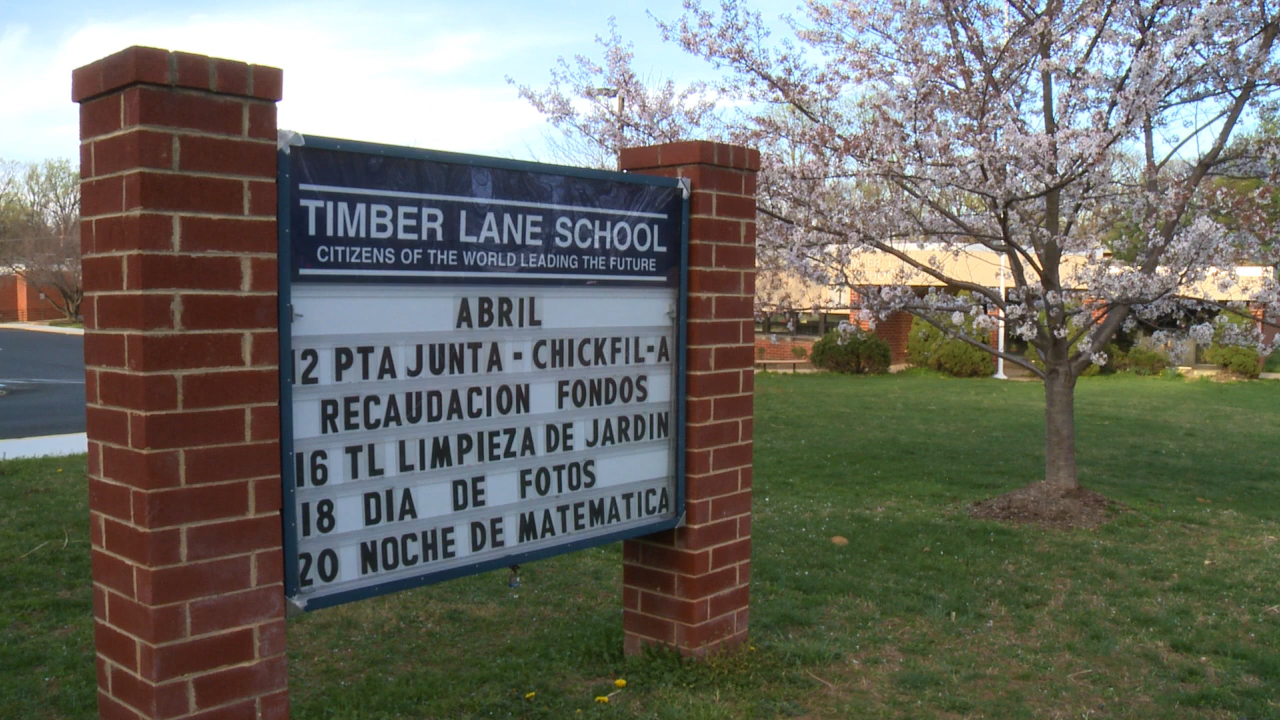 TIMBER LANE SCHOOL
CITIZENS OF THE WORLD LEADING THE FUTURE
ABRIL
12 PTA JUNTA - CHICKFIL-A
RECAUDACION FONDOS
16 TL LIMPIEZA DE JARDIN
18 DIA DE FOTOS
20 NOCHE DE MATEMATICA